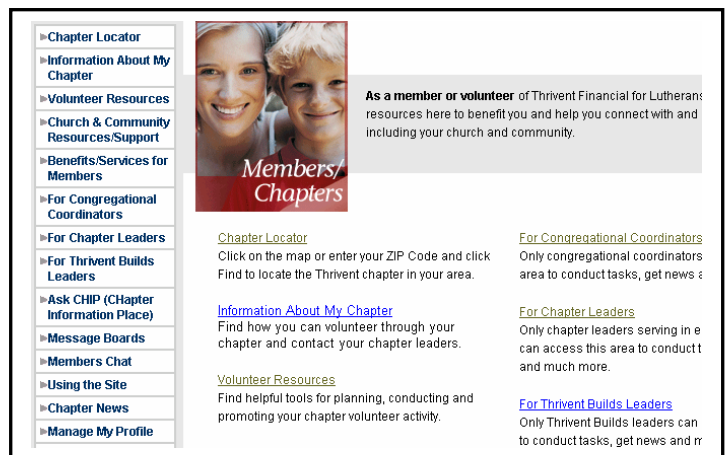 Chapter Locator
Information About My
Chapter
Volunteer Resources
Church & Community
Resources/Support
Benefits/Services for
Members
For Congregational
Coordinators
For Chapter Leaders
For Thrivent Builds
Leaders
Ask CHIP (CHapter
Information Place)
Message Boards
Members Chat
Using the Site
Chapter News
Manage My Profile
Members/
Chapters
As a member or volunteer of Thrivent Financial for Lutherans
resources here to benefit you and help you connect with and
including your church and community.
Chapter Locator
Click on the map or enter your ZIP Code and click
Find to locate the Thrivent chapter in your area.
Information About My Chapter
Find how you can volunteer through your
chapter and contact your chapter leaders.
Volunteer Resources
Find helpful tools for planning, conducting and
promoting your chapter volunteer activity.
For Congregational Coordinators
Only congregational coordinators
area to conduct tasks, get news
For Chapter Leaders
Only chapter leaders serving in
can access this area to conduct
and much more.
For Thrivent Builds Leaders
Only Thrivent Builds leaders can
to conduct tasks, get news and